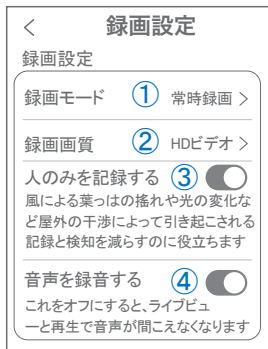 < 録画設定
録画設定
録画モード ① 常時録画 >
録画画質 ② HDビデオ >
人のみを記録する ③
風による葉っぱの搖れや光の変化な
ど屋外の干渉によって引き起こされる
記録と検知を減らすのに役立ちます
音声を録音する ④
これをオフにすると、ライブビュ
ーと再生で音声が間こえなくなります